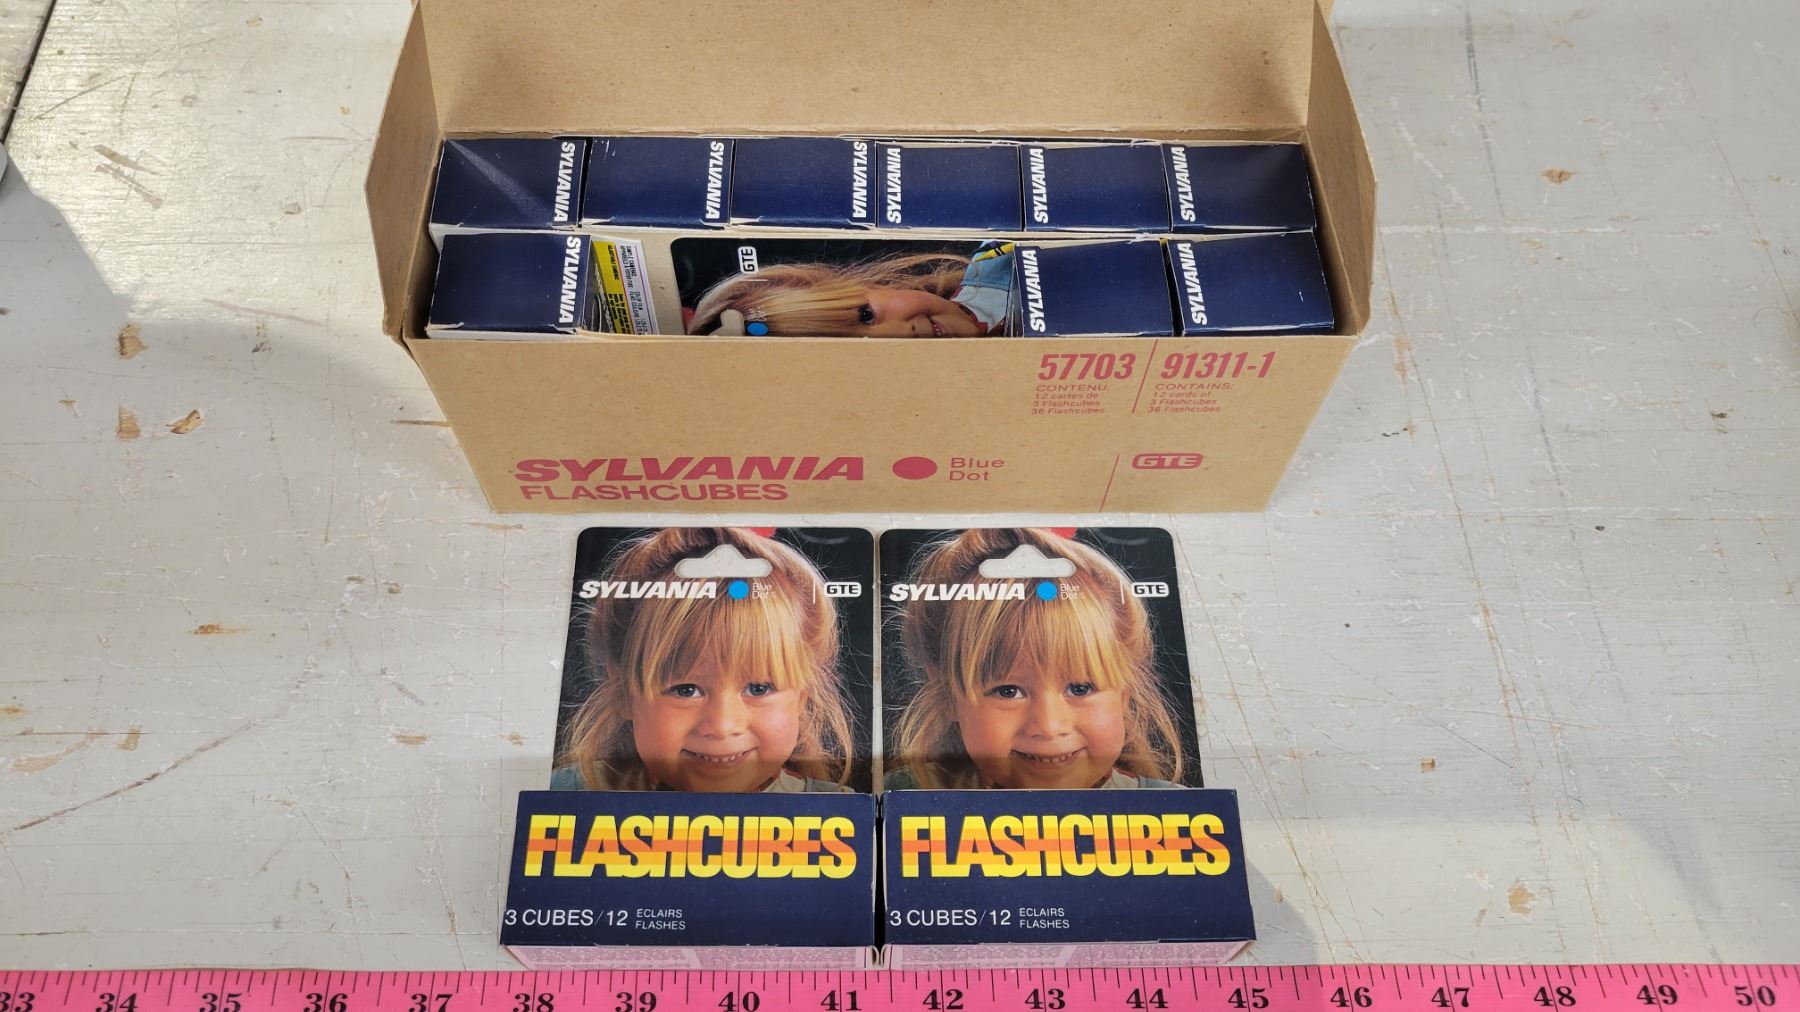 SYLVANIA
SYLVANIA
SYLVANIA
SYLVANIA
SYLVANIA
SYLVANIA
SYLVANIA
GTE
Blue
Dot
SYLVANIA
SYLVANIA
57703 91311-1
CONTENU: CONTAINS:
12 cartes de 12 cards of
3 Flashcubes 3 Flashcubes
36 Flashcubes 36 Flashcubes
SYLVANIA Blue Dot GTE
FLASHCUBES
SYLVANIA Blue Dot GTE
SYLVANIA Blue Dot GTE
FLASHCUBES
3 CUBES/12 ECLAIRS FLASHES
FLASHCUBES
3 CUBES/12 ECLAIRS FLASHES
33 34 35 36 37 38 39 40 41 42 43 44 45 46 47 48 49 50